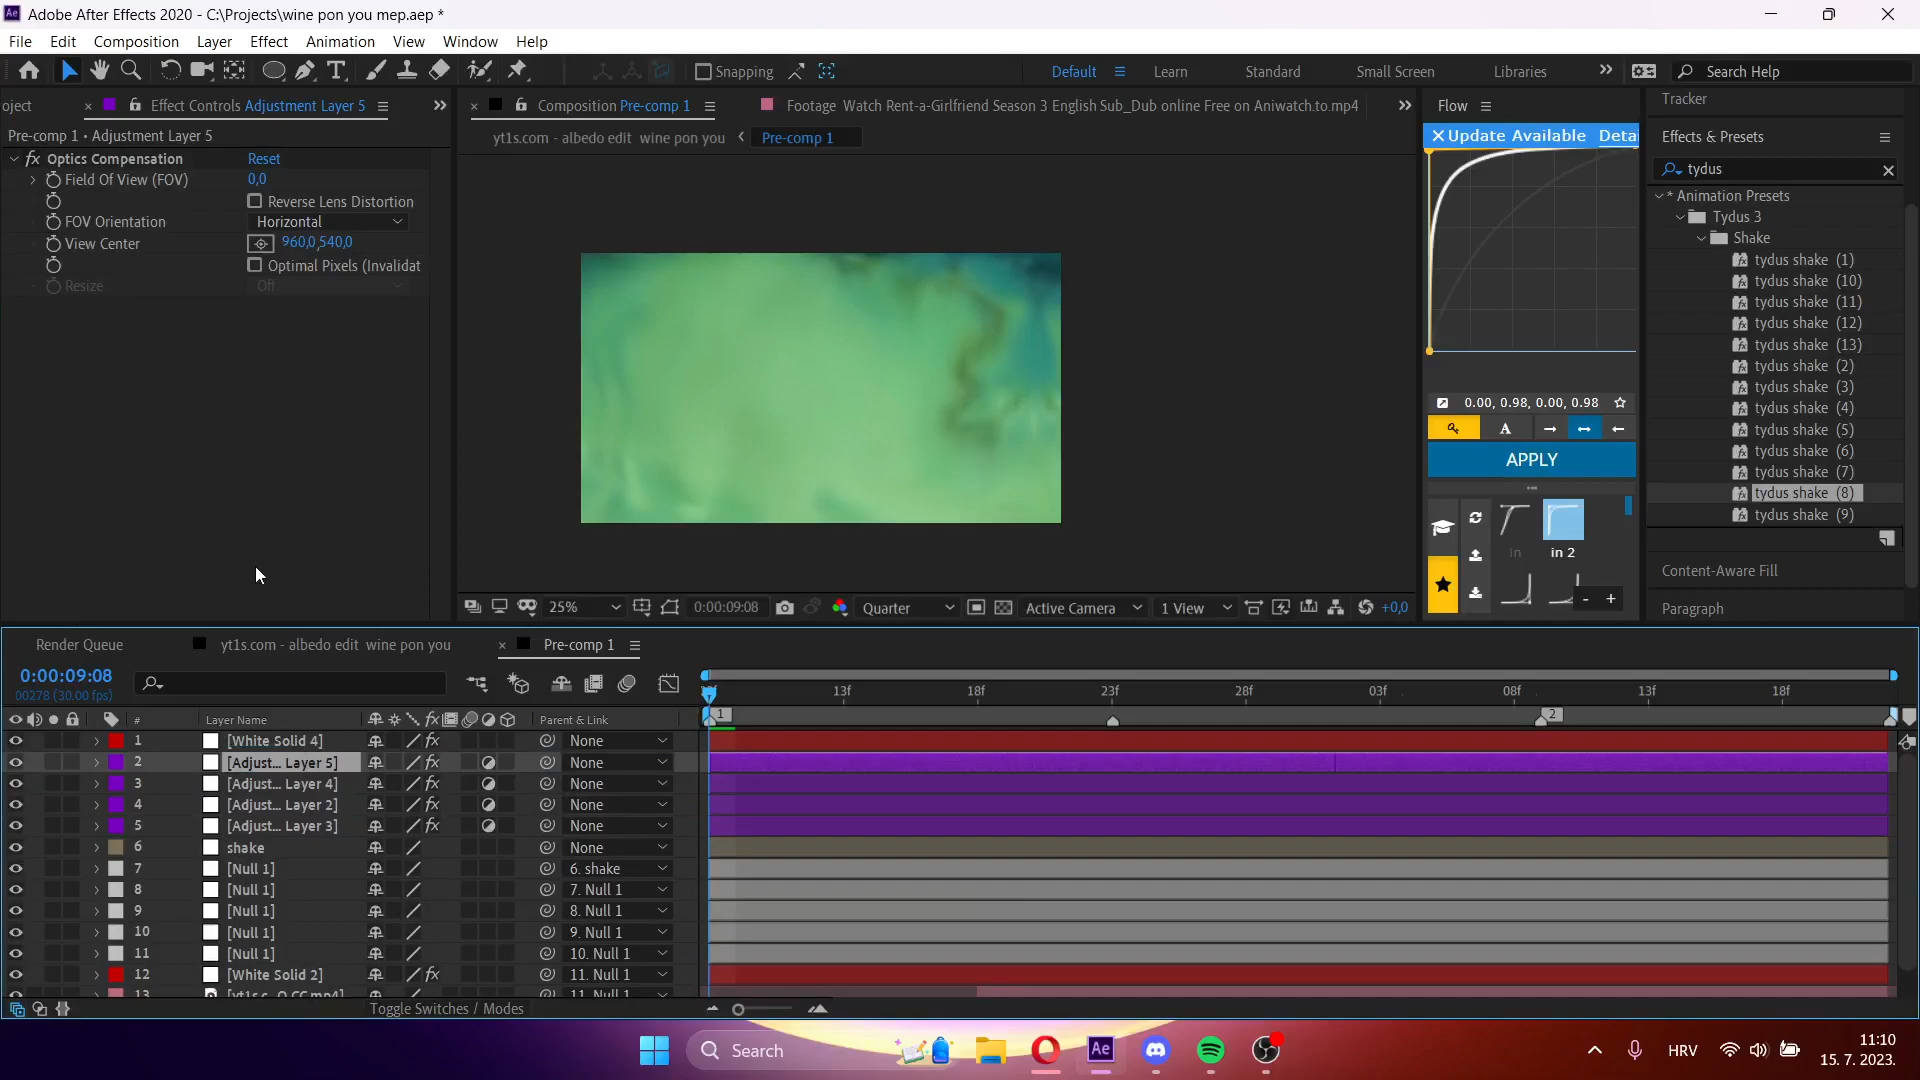 Adobe After Effects 2020 - C:\Projects\wine pon you mep.aep *
File Edit Composition Layer Effect Animation View Window Help
Snapping Default Learn Standard Small Screen Libraries Search Help
oject Effect Controls Adjustment Layer 5
Pre-comp 1 • Adjustment Layer 5
fx Optics Compensation Reset
Field Of View (FOV) 0,0
Reverse Lens Distortion
FOV Orientation Horizontal
View Center 960,0,540,0
Optimal Pixels (Invalidat
Resize Off
Composition Pre-comp 1 Footage Watch Rent-a-Girlfriend Season 3 English Sub_Dub online Free on Aniwatch.to.mp4
yt1s.com - albedo edit wine pon you Pre-comp 1
25% 0:00:09:08 Quarter Active Camera 1 View +0,0
Flow
Update Available Detai
0.00, 0.98, 0.00, 0.98
A
APPLY
in in 2
- +
Tracker
Effects & Presets
tydus
* Animation Presets
Tydus 3
Shake
tydus shake (1)
tydus shake (10)
tydus shake (11)
tydus shake (12)
tydus shake (13)
tydus shake (2)
tydus shake (3)
tydus shake (4)
tydus shake (5)
tydus shake (6)
tydus shake (7)
tydus shake (8)
tydus shake (9)
Content-Aware Fill
Paragraph
Render Queue yt1s.com - albedo edit wine pon you Pre-comp 1
0:00:09:08
00278 (30.00 fps)
13f 18f 23f 28f 03f 08f 13f 18f
1 2
# Layer Name fx Parent & Link
1 [White Solid 4] fx None
2 [Adjust... Layer 5] None
3 [Adjust... Layer 4] fx None
4 [Adjust... Layer 2] fx None
5 [Adjust... Layer 3] fx None
6 shake None
7 [Null 1] 6. shake
8 [Null 1] 7. Null 1
9 [Null 1] 8. Null 1
10 [Null 1] 9. Null 1
11 [Null 1] 10. Null 1
12 [White Solid 2] fx 11. Null 1
13 11. Null 1
Toggle Switches / Modes
Search Ae HRV 11:10
15. 7. 2023.